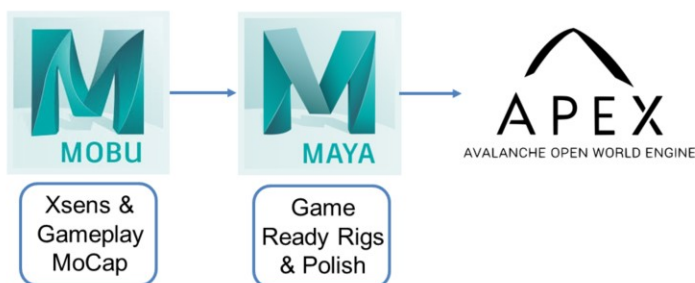 MOBU
MAYA
APEX
AVALANCHE OPEN WORLD ENGINE
Xsens &
Gameplay
MoCap
Game
Ready Rigs
& Polish